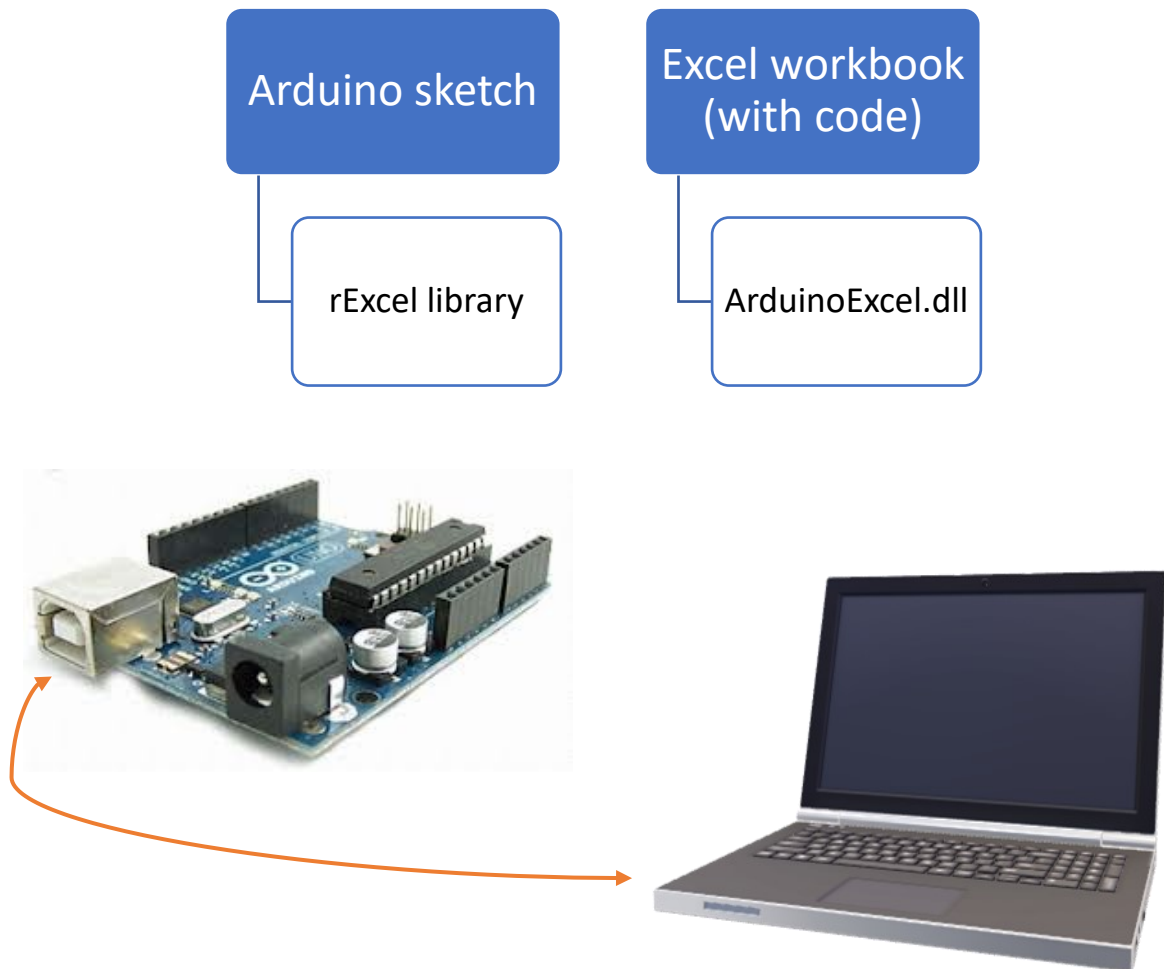 Arduino sketch
Excel workbook
(with code)
rExcel library
ArduinoExcel.dll